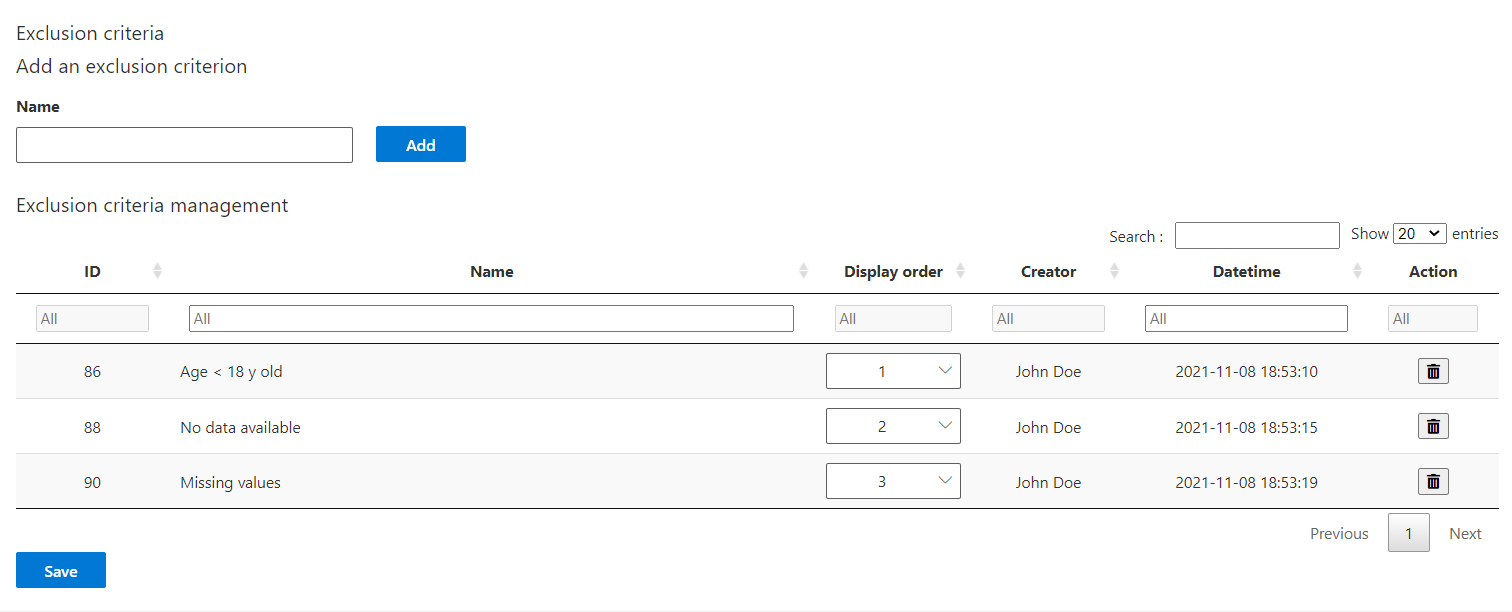 Exclusion criteria
Add an exclusion criterion
Name
Add
Exclusion criteria management
Search : Show 20 entries
ID Name Display order Creator Datetime Action
All All All All All All
86 Age < 18 y old 1 John Doe 2021-11-08 18:53:10
88 No data available 2 John Doe 2021-11-08 18:53:15
90 Missing values 3 John Doe 2021-11-08 18:53:19
Previous 1 Next
Save